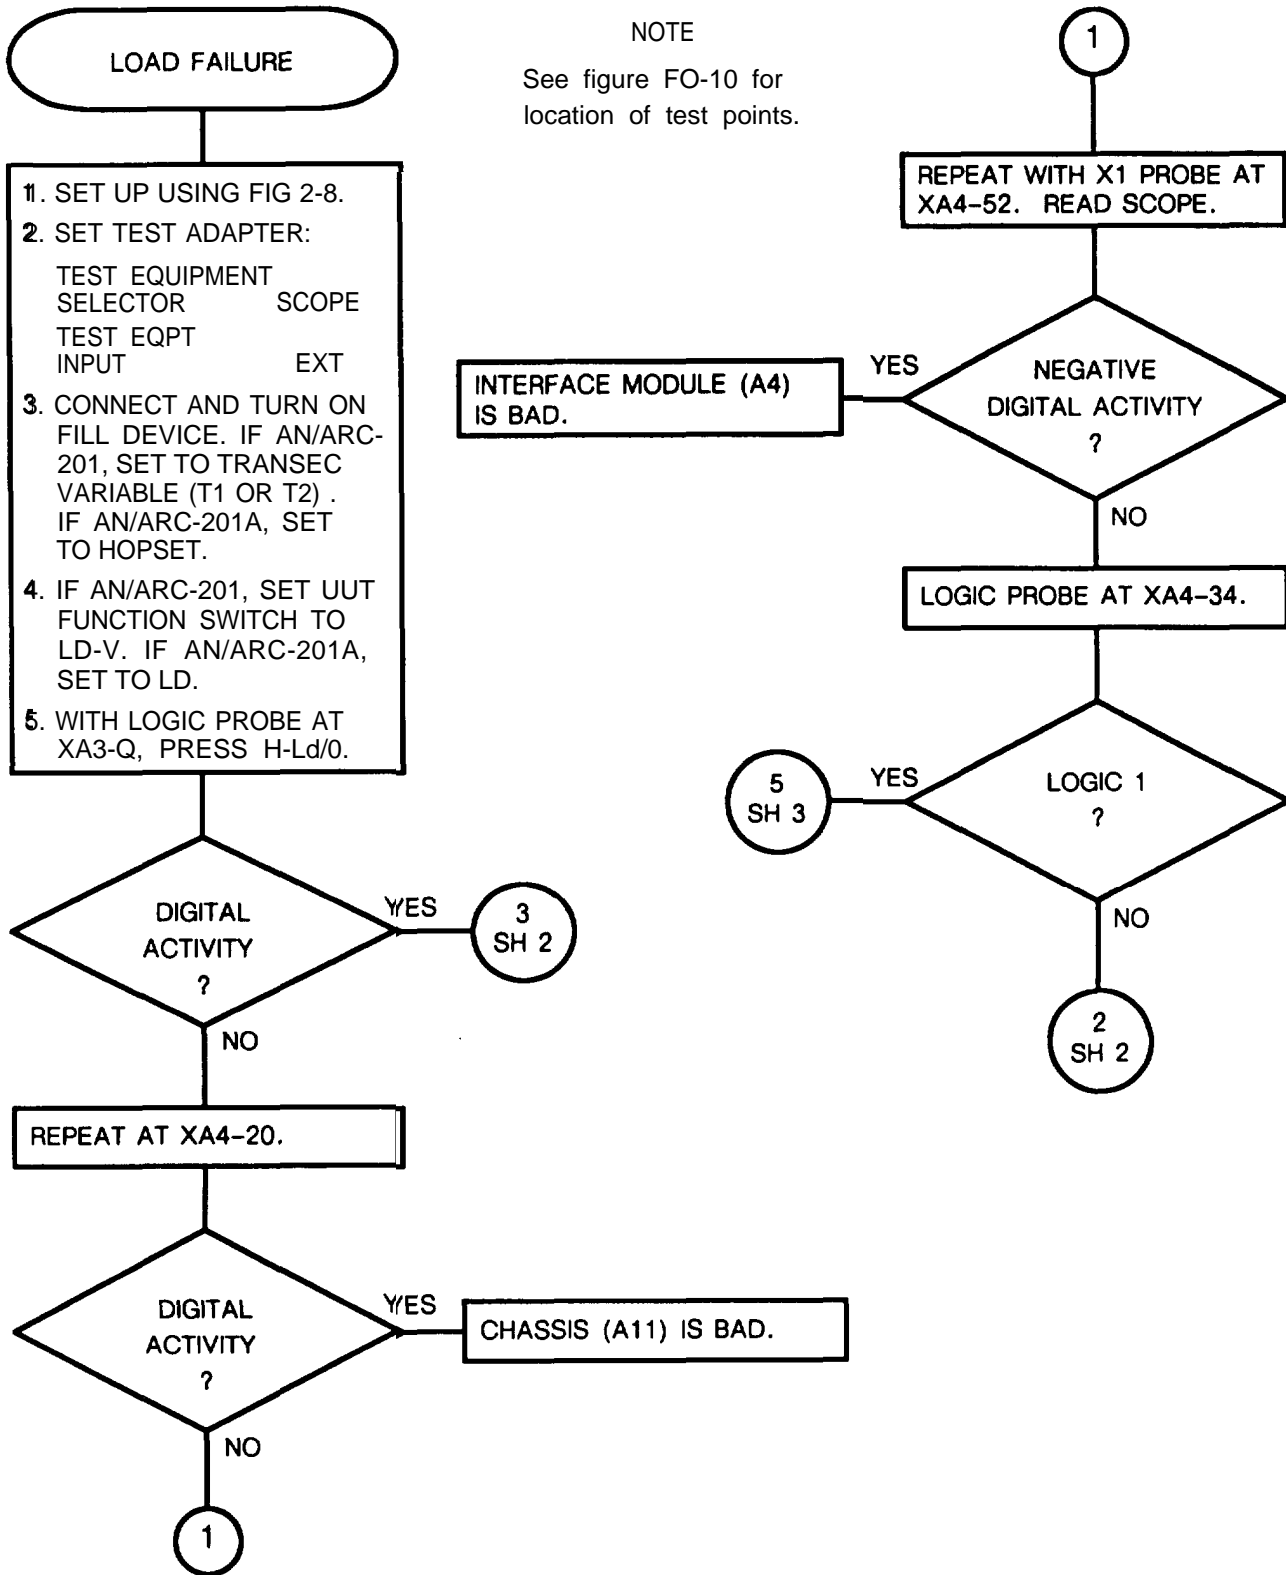 LOAD FAILURE
NOTE
See figure FO-10 for
location of test points.
1. SET UP USING FIG 2-8.
2. SET TEST ADAPTER:
TEST EQUIPMENT
SELECTOR SCOPE
TEST EQPT
INPUT EXT
3. CONNECT AND TURN ON
FILL DEVICE. IF AN/ARC-
201, SET TO TRANSEC
VARIABLE (T1 OR T2) .
IF AN/ARC-201A, SET
TO HOPSET.
4. IF AN/ARC-201, SET UUT
FUNCTION SWITCH TO
LD-V. IF AN/ARC-201A,
SET TO LD.
5. WITH LOGIC PROBE AT
XA3-Q, PRESS H-Ld/0.
DIGITAL
ACTIVITY
?
YES
3
SH 2
NO
REPEAT AT XA4-20.
DIGITAL
ACTIVITY
?
YES
CHASSIS (A11) IS BAD.
NO
1
1
REPEAT WITH X1 PROBE AT
XA4-52. READ SCOPE.
NEGATIVE
DIGITAL ACTIVITY
?
YES
INTERFACE MODULE (A4)
IS BAD.
NO
LOGIC PROBE AT XA4-34.
LOGIC 1
?
YES
5
SH 3
NO
2
SH 2